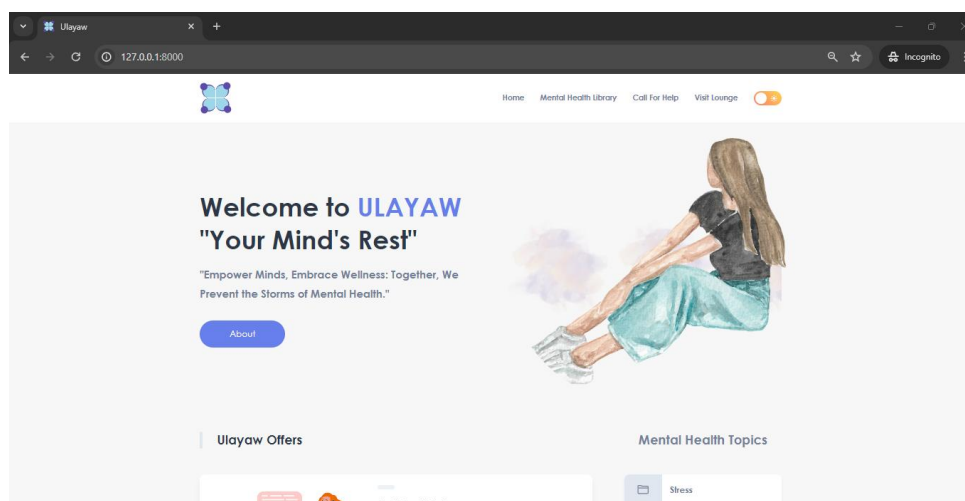 Ulayaw
127.0.0.1:8000
Incognito
Home Mental Health Library Call For Help Visit Lounge
Welcome to ULAYAW
"Your Mind's Rest"
"Empower Minds, Embrace Wellness: Together, We
Prevent the Storms of Mental Health."
About
Ulayaw Offers
Mental Health Topics
Stress